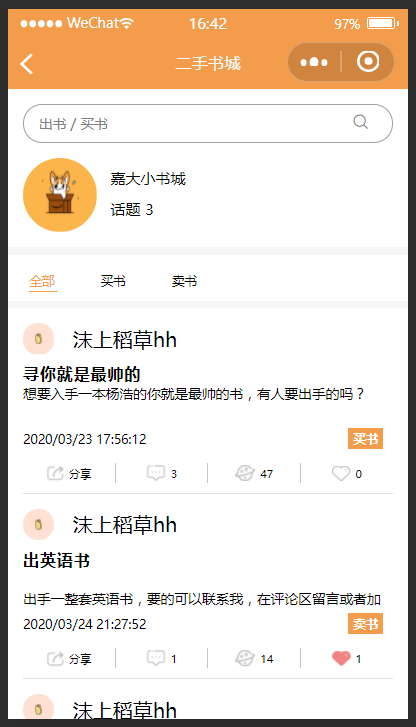 WeChat 16:42 97%
二手书城
出书 / 买书
嘉大小书城
话题 3
全部 买书 卖书
沫上稻草hh
寻你就是最帅的
想要入手一本杨浩的你就是最帅的书，有人要出手的吗？
2020/03/23 17:56:12 买书
分享 3 47 0
沫上稻草hh
出英语书
出手一整套英语书，要的可以联系我，在评论区留言或者加
2020/03/24 21:27:52 卖书
分享 1 14 1
沫上稻草hh